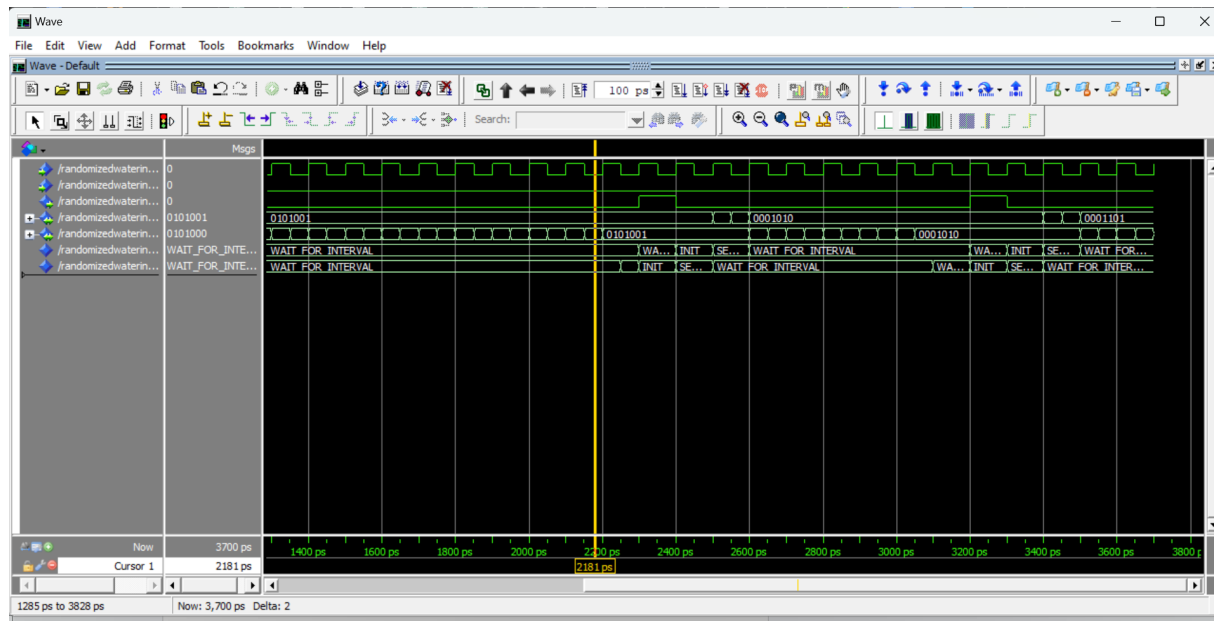 Wave
File Edit View Add Format Tools Bookmarks Window Help
Wave - Default
100 ps
Search:
Msgs
/randomizedwaterin... 0
/randomizedwaterin... 0
/randomizedwaterin... 0
/randomizedwaterin... 0101001 0101001 0001010 0001101
/randomizedwaterin... 0101000 0101001 0001010
/randomizedwaterin... WAIT_FOR_INTE... WAIT_FOR_INTERVAL WA... INIT SE... WAIT_FOR_INTERVAL WA... INIT SE... WAIT_FOR...
/randomizedwaterin... WAIT_FOR_INTE... WAIT_FOR_INTERVAL INIT SE... WAIT_FOR_INTERVAL WA... INIT SE... WAIT_FOR_INTER...
Now 3700 ps 1400 ps 1600 ps 1800 ps 2000 ps 2200 ps 2400 ps 2600 ps 2800 ps 3000 ps 3200 ps 3400 ps 3600 ps 3800 p
Cursor 1 2181 ps 2181 ps
1285 ps to 3828 ps Now: 3,700 ps Delta: 2